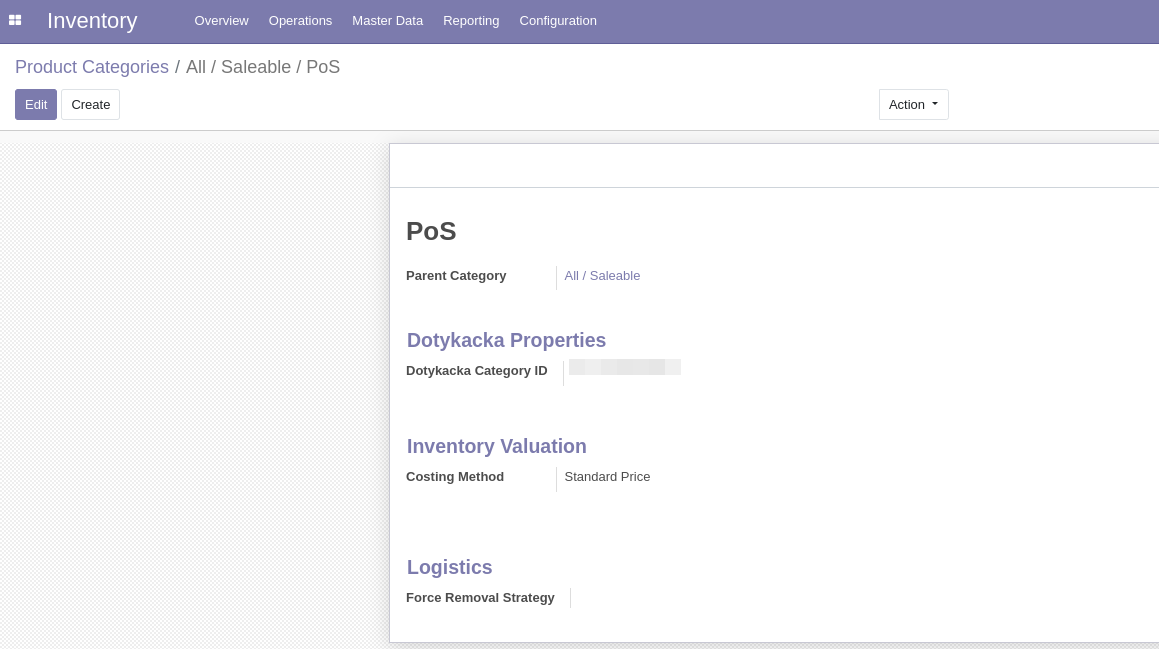 Inventory Overview Operations Master Data Reporting Configuration
Product Categories / All / Saleable / PoS
Edit Create Action
PoS
Parent Category All / Saleable
Dotykacka Properties
Dotykacka Category ID
Inventory Valuation
Costing Method Standard Price
Logistics
Force Removal Strategy